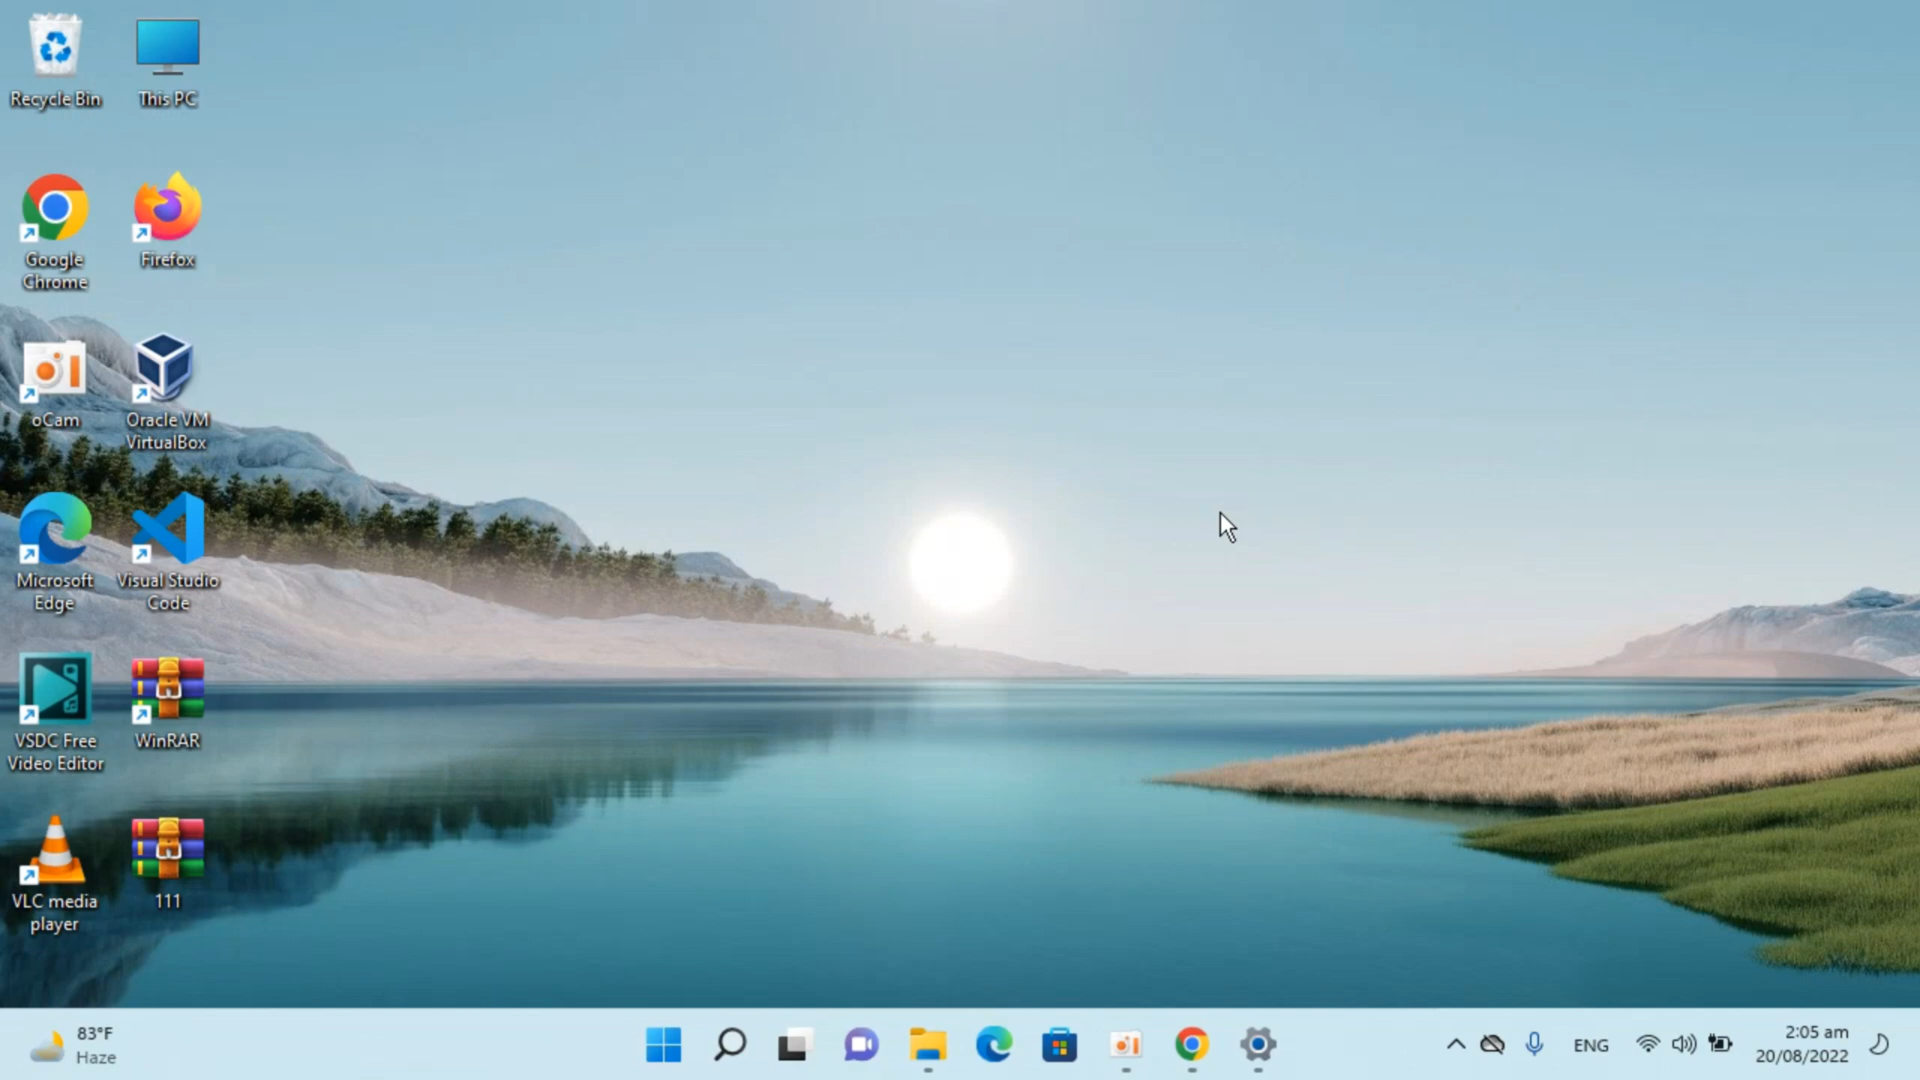 Recycle Bin
This PC
Google
Chrome
Firefox
oCam
Oracle VM
VirtualBox
Microsoft
Edge
Visual Studio
Code
VSDC Free
Video Editor
WinRAR
VLC media
player
111
83°F
Haze
ENG
2:05 am
20/08/2022